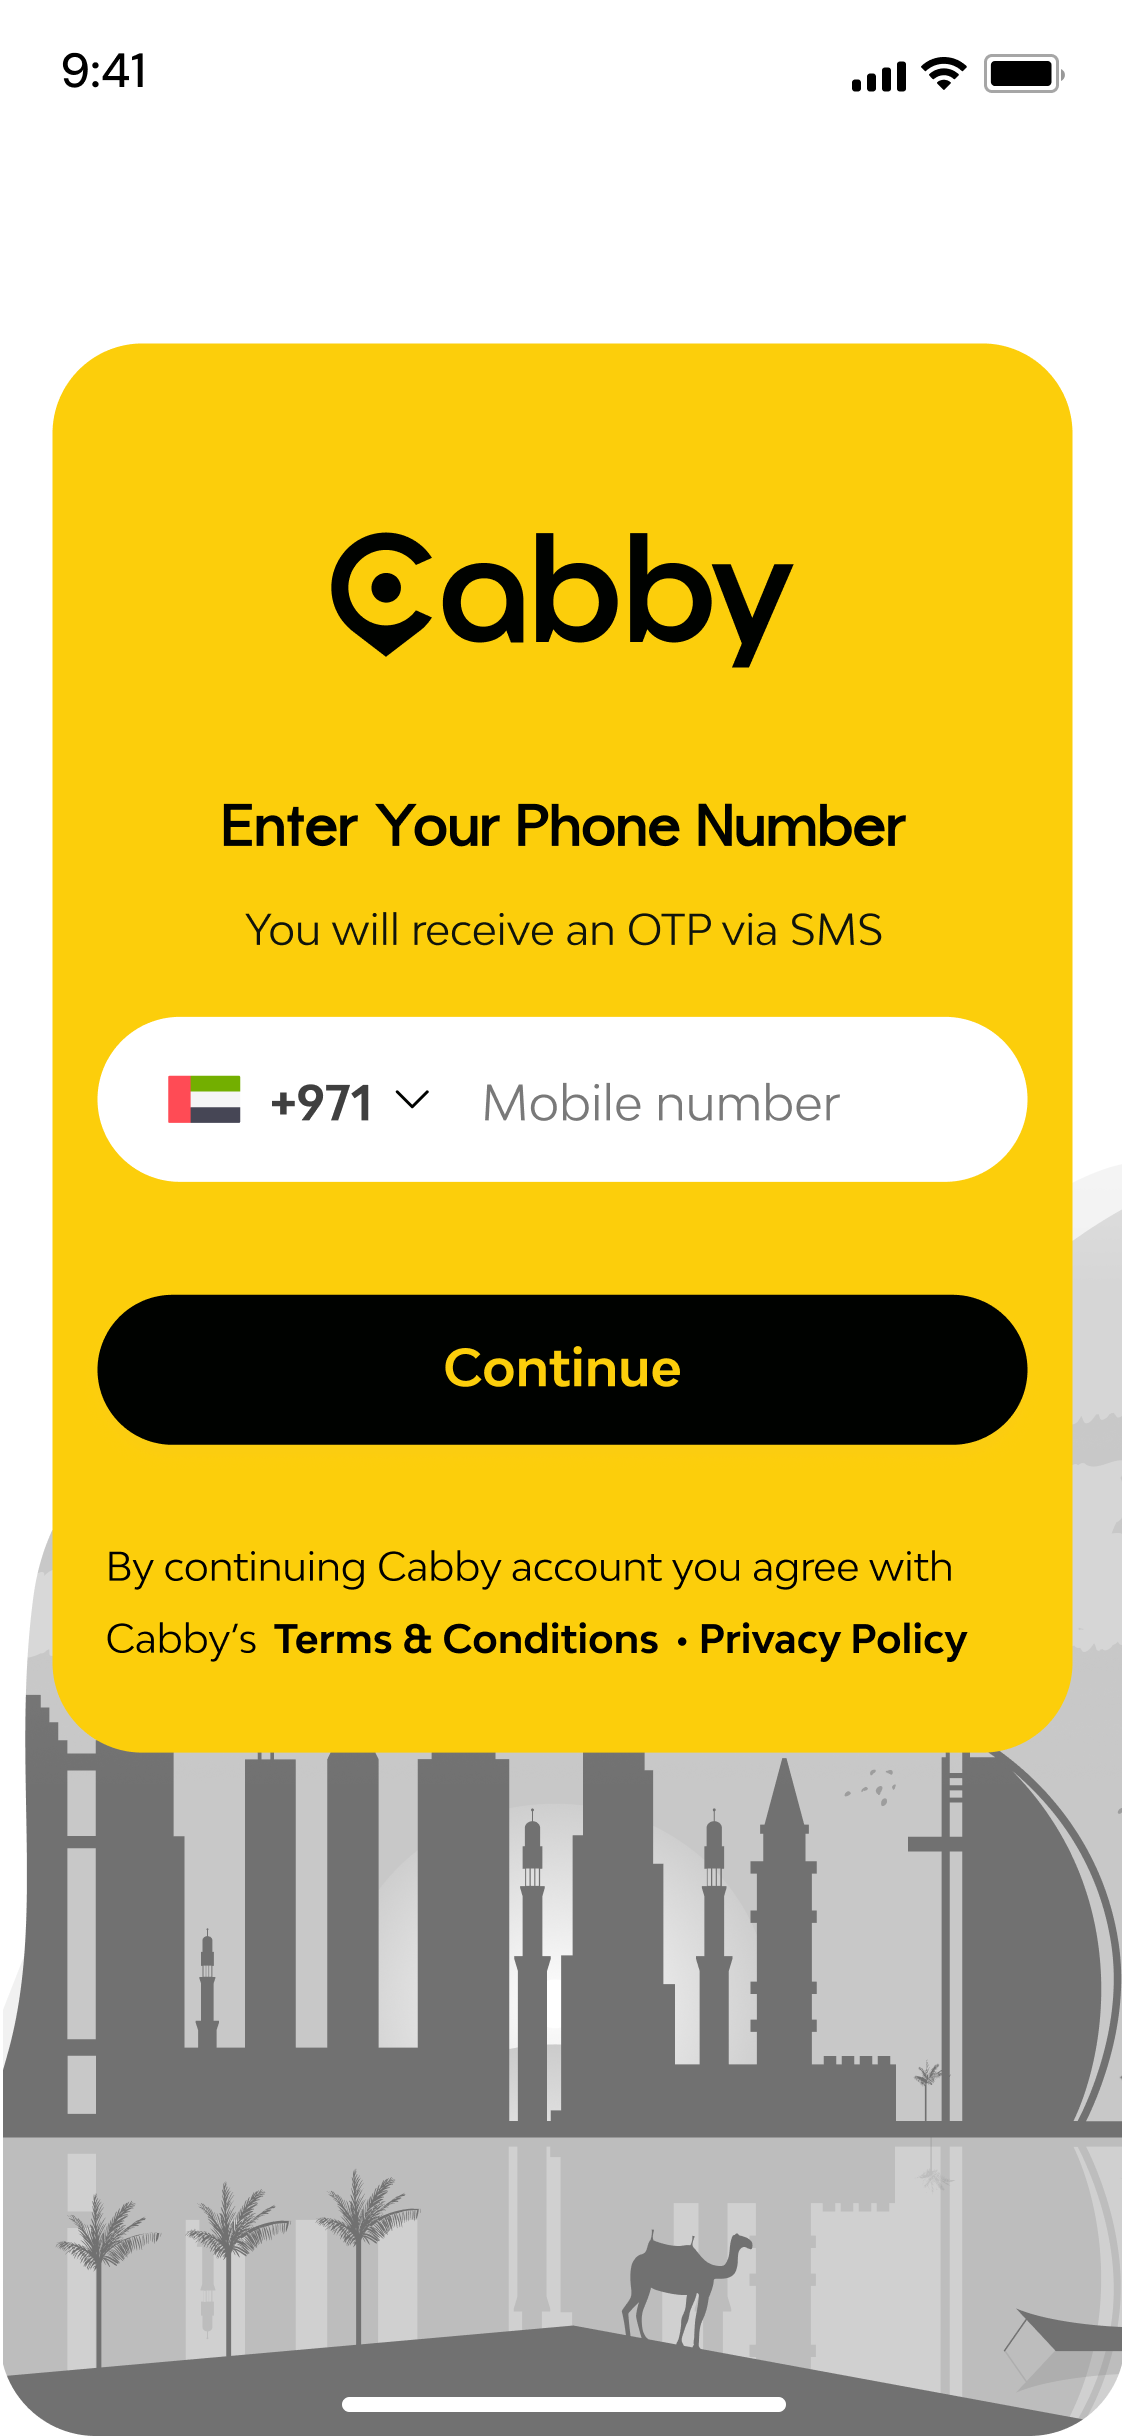 9:41
Cabby
Enter Your Phone Number
You will receive an OTP via SMS
+971 Mobile number
Continue
By continuing Cabby account you agree with
Cabby’s Terms & Conditions • Privacy Policy